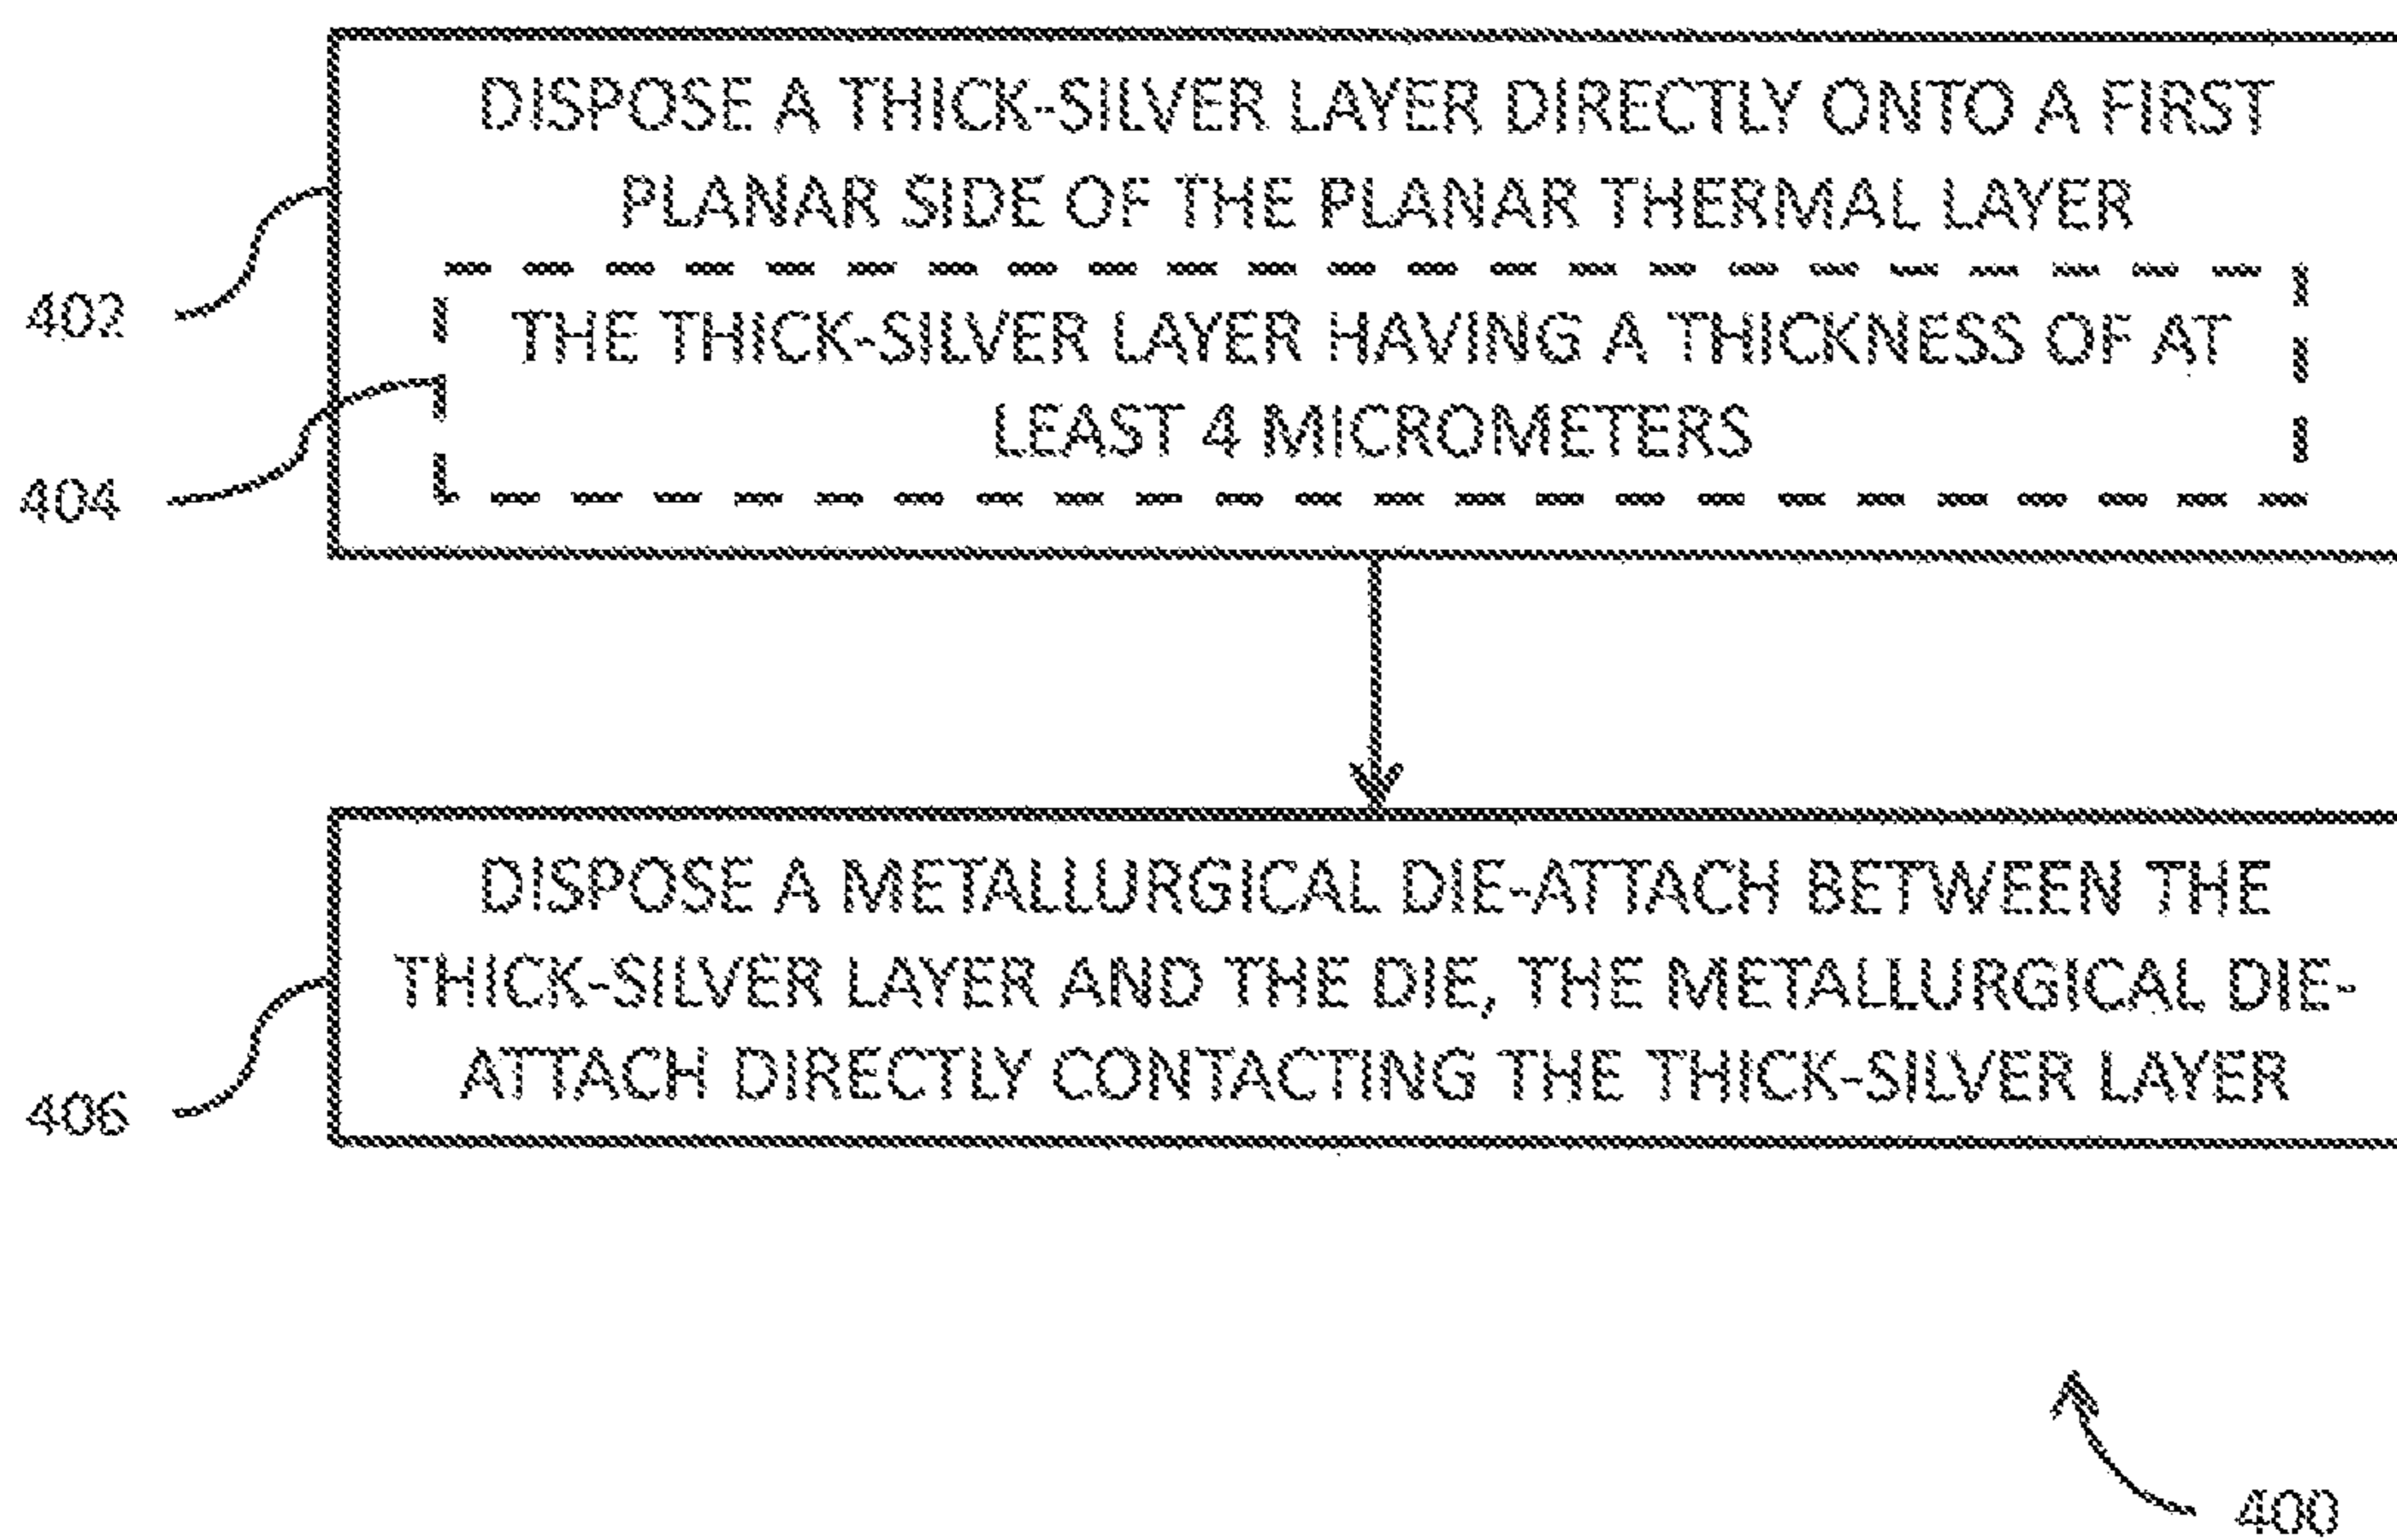 DISPOSE A THICK-SILVER LAYER DIRECTLY ONTO A FIRST
PLANAR SIDE OF THE PLANAR THERMAL LAYER
402
THE THICK-SILVER LAYER HAVING A THICKNESS OF AT
LEAST 4 MICROMETERS
404
DISPOSE A METALLURGICAL DIE-ATTACH BETWEEN THE
THICK-SILVER LAYER AND THE DIE, THE METALLURGICAL DIE-
ATTACH DIRECTLY CONTACTING THE THICK-SILVER LAYER
406
400